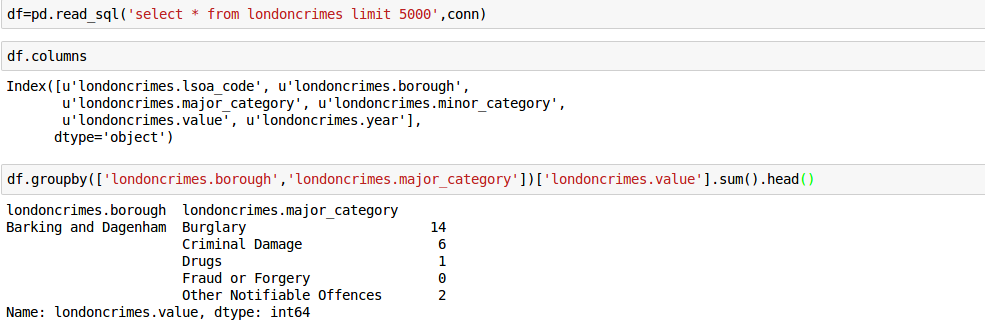 df=pd.read_sql('select * from londoncrimes limit 5000',conn)
df.columns
Index([u'londoncrimes.lsoa_code', u'londoncrimes.borough',
       u'londoncrimes.major_category', u'londoncrimes.minor_category',
       u'londoncrimes.value', u'londoncrimes.year'],
      dtype='object')
df.groupby(['londoncrimes.borough','londoncrimes.major_category'])['londoncrimes.value'].sum().head()
londoncrimes.borough  londoncrimes.major_category
Barking and Dagenham  Burglary                       14
                      Criminal Damage                 6
                      Drugs                           1
                      Fraud or Forgery                0
                      Other Notifiable Offences       2
Name: londoncrimes.value, dtype: int64